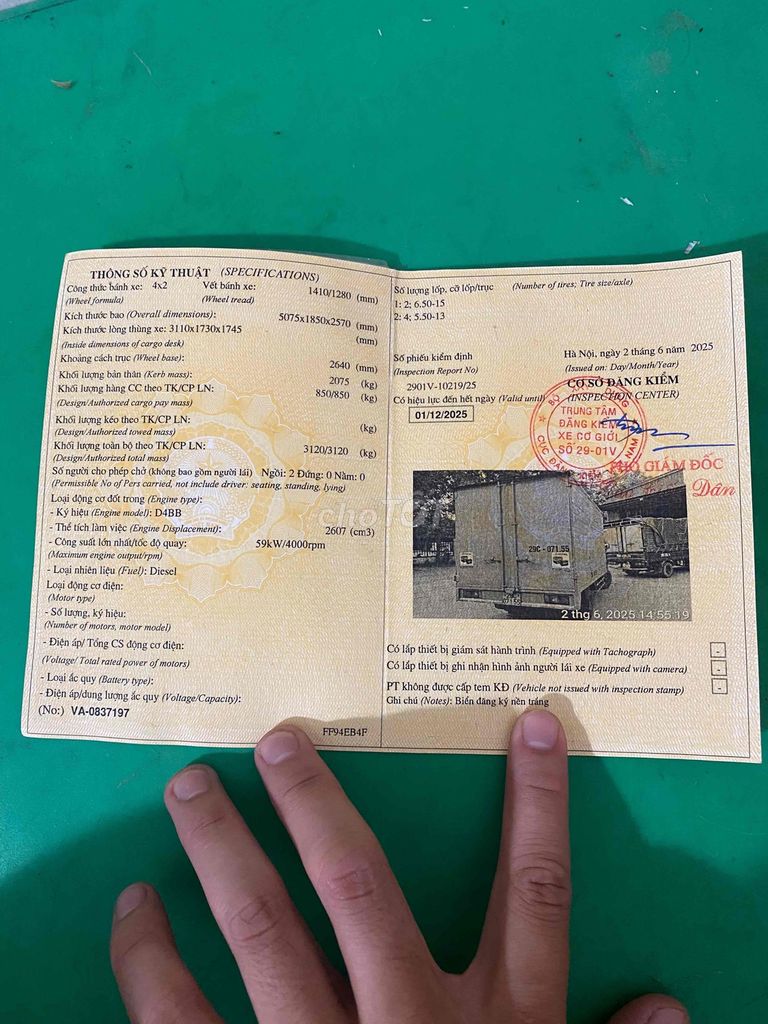 THÔNG SỐ KỸ THUẬT (SPECIFICATIONS)
Công thức bánh xe: 4x2 Vết bánh xe: 1410/1280 (mm)
(Wheel formula) (Wheel tread)
Kích thước bao (Overall dimensions): 5075x1850x2570 (mm)
Kích thước lòng thùng xe: 3110x1730x1745 (mm)
(Inside dimensions of cargo desk)
Khoảng cách trục (Wheel base): 2640 (mm)
Khối lượng bản thân (Kerb mass): 2075 (kg)
Khối lượng hàng CC theo TK/CP LN: 850/850 (kg)
(Design/Authorized cargo pay mass)
Khối lượng kéo theo TK/CP LN: (kg)
(Design/Authorized towed mass)
Khối lượng toàn bộ theo TK/CP LN: 3120/3120 (kg)
(Design/Authorized total mass)
Số người cho phép chở (không bao gồm người lái) Ngồi: 2 Đứng: 0 Nằm: 0
(Permissible No of Pers carried, not include driver: seating, standing, lying)
Loại động cơ đốt trong (Engine type):
- Ký hiệu (Engine model): D4BB
- Thể tích làm việc (Engine Displacement): 2607 (cm3)
- Công suất lớn nhất/tốc độ quay: 59kW/4000rpm
(Maximum engine output/rpm)
- Loại nhiên liệu (Fuel): Diesel
Loại động cơ điện:
(Motor type)
- Số lượng, ký hiệu:
(Number of motors, motor model)
- Điện áp/ Tổng CS động cơ điện:
(Voltage/ Total rated power of motors)
- Loại ắc quy (Battery type):
- Điện áp/dung lượng ắc quy (Voltage/Capacity):
(No:) VA-0837197
FF94EB4F
Số lượng lốp, cỡ lốp/trục (Number of tires; Tire size/axle)
1: 2; 6.50-15
2: 4; 5.50-13
Số phiếu kiểm định
(Inspection Report No)
2901V-10219/25
Có hiệu lực đến hết ngày (Valid until)
01/12/2025
Hà Nội, ngày 2 tháng 6 năm 2025
(Issued on: Day/Month/Year)
CƠ SỞ ĐĂNG KIỂM
(INSPECTION CENTER)
TRUNG TÂM
ĐĂNG KIỂM
XE CƠ GIỚI
SỐ 29-01V
PHÓ GIÁM ĐỐC
Dân
chợTỐT
29C-071.55
2 thg 6, 2025 14:55:19
Có lắp thiết bị giám sát hành trình (Equipped with Tachograph) -
Có lắp thiết bị ghi nhận hình ảnh người lái xe (Equipped with camera) -
PT không được cấp tem KĐ (Vehicle not issued with inspection stamp) -
Ghi chú (Notes): Biển đăng ký nền trắng